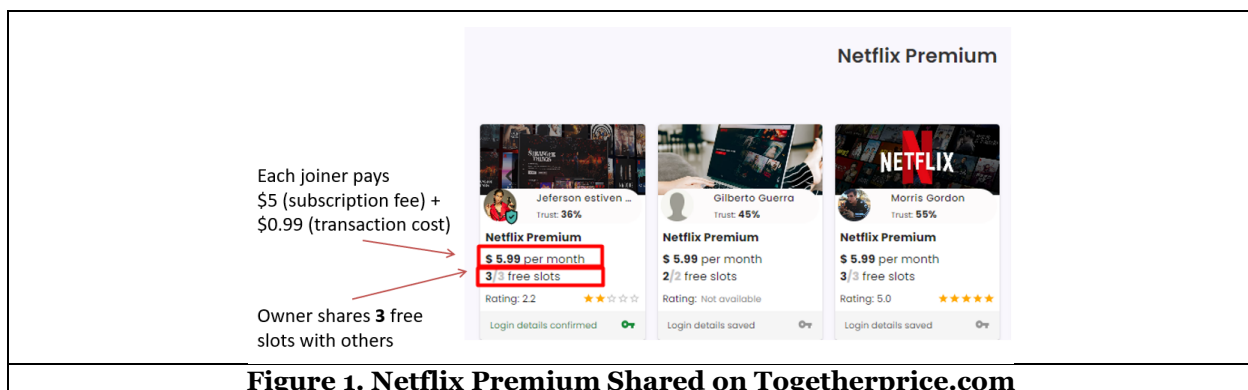 Netflix Premium
Each joiner pays
$5 (subscription fee) +
$0.99 (transaction cost)
Owner shares 3 free
slots with others
STRANGER
THINGS
Jeferson estiven ...
Trust: 36%
Netflix Premium
$ 5.99 per month
3/3 free slots
Rating: 2.2
Login details confirmed
Gilberto Guerra
Trust: 45%
Netflix Premium
$ 5.99 per month
2/2 free slots
Rating: Not available
Login details saved
NETFLIX
Morris Gordon
Trust: 55%
Netflix Premium
$ 5.99 per month
3/3 free slots
Rating: 5.0
Login details saved
Figure 1. Netflix Premium Shared on Togetherprice.com